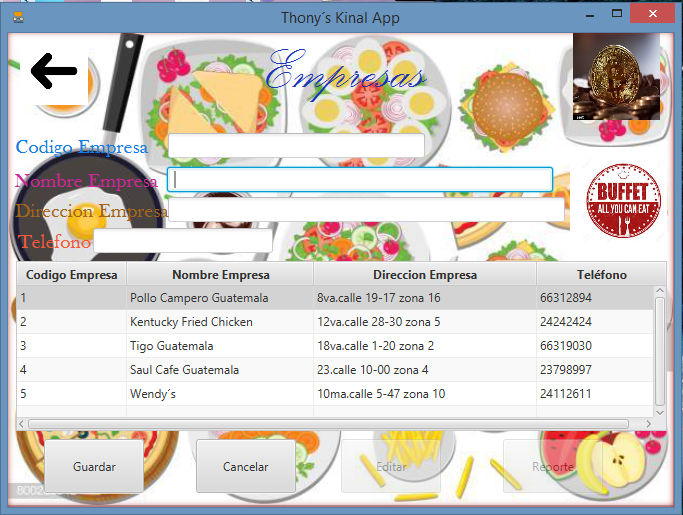 Thony´s Kinal App
Empresas
Codigo Empresa
Nombre Empresa
Direccion Empresa
Telefono
BUFFET
ALL YOU CAN EAT
Codigo Empresa Nombre Empresa Direccion Empresa Teléfono
1 Pollo Campero Guatemala 8va.calle 19-17 zona 16 66312894
2 Kentucky Fried Chicken 12va.calle 28-30 zona 5 24242424
3 Tigo Guatemala 18va.calle 1-20 zona 2 66319030
4 Saul Cafe Guatemala 23.calle 10-00 zona 4 23798997
5 Wendy´s 10ma.calle 5-47 zona 10 24112611
Guardar Cancelar Editar Reporte